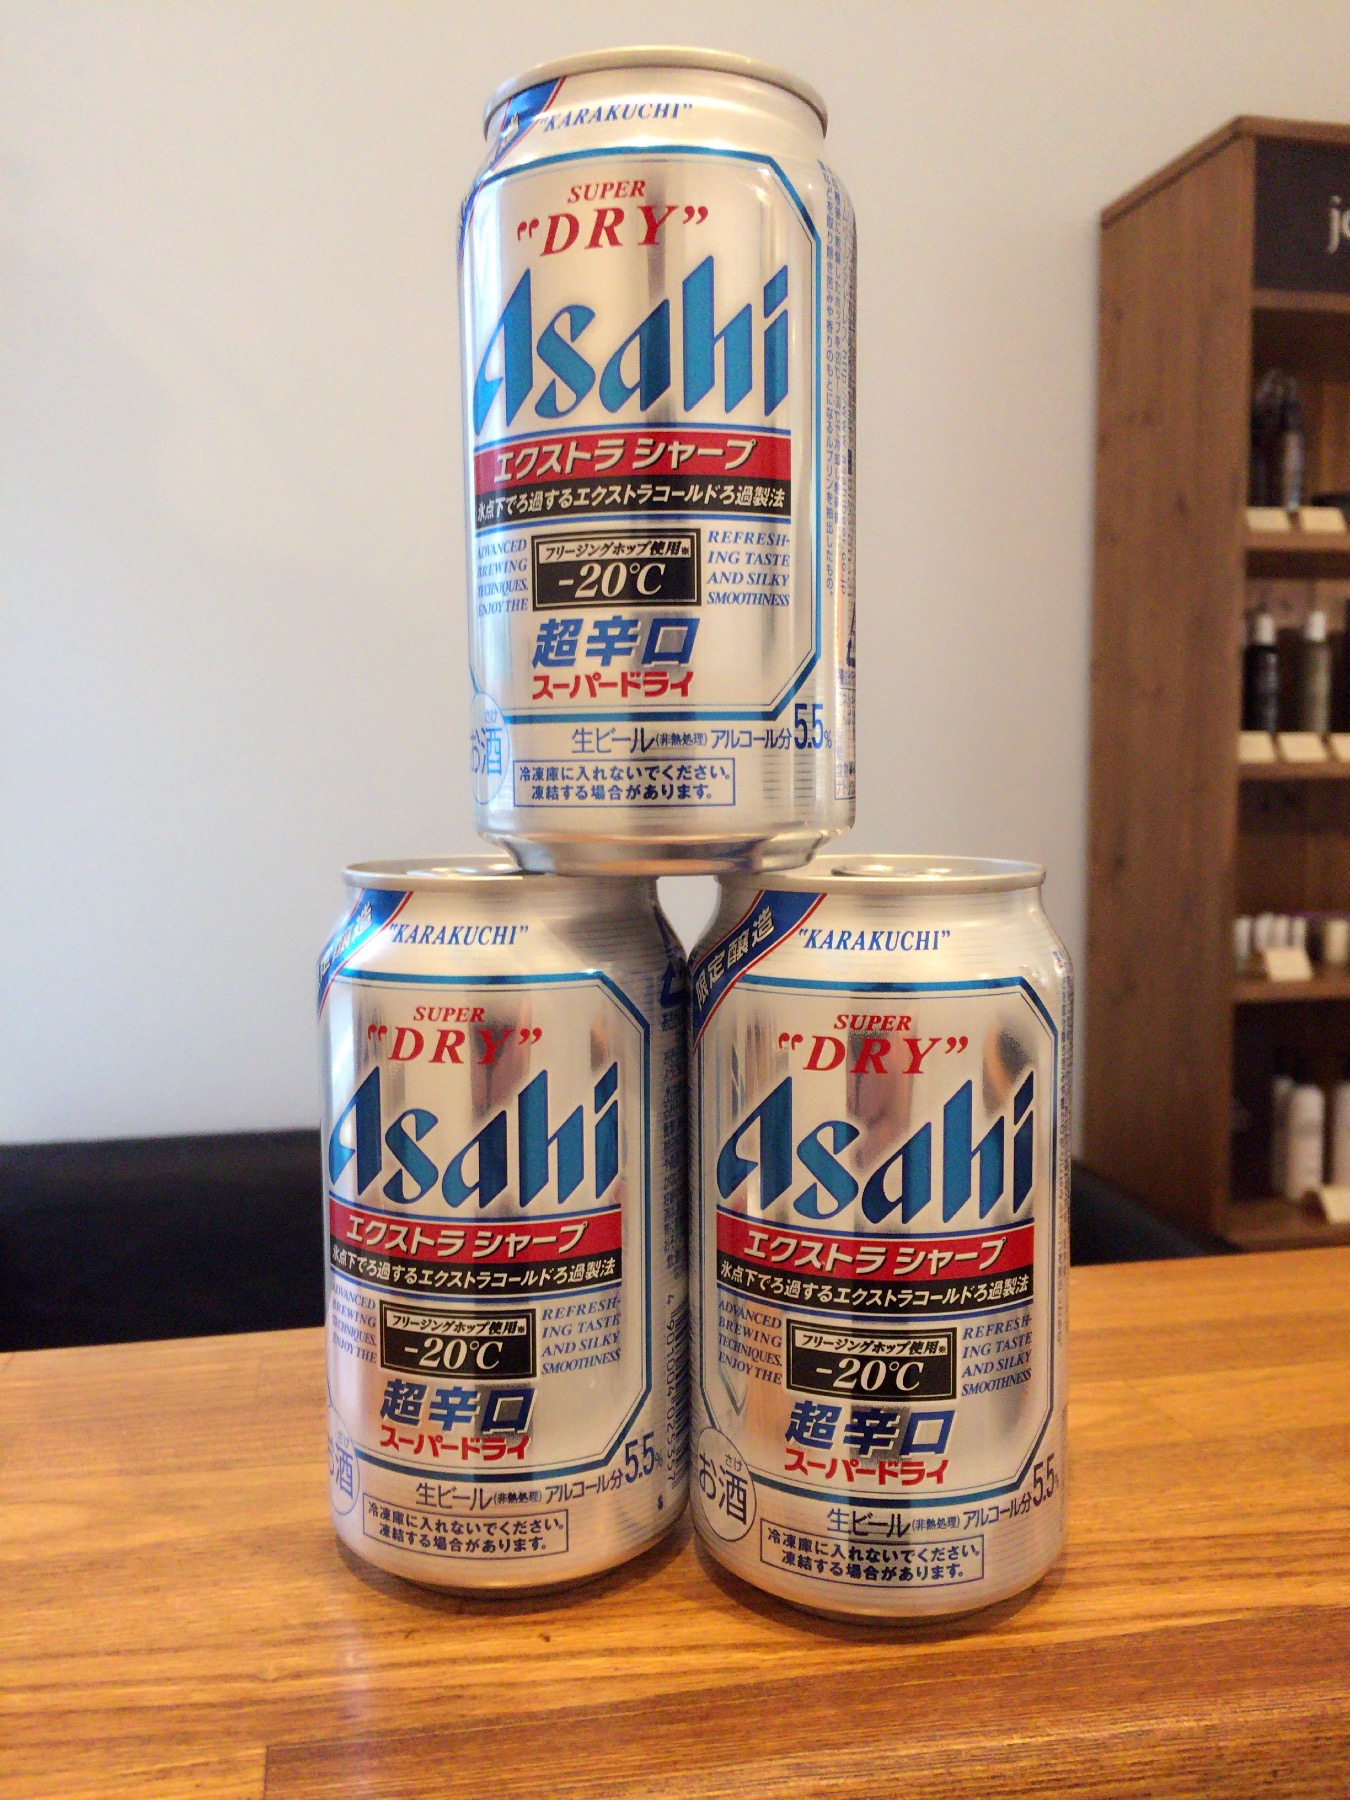 "KARAKUCHI"
SUPER
"DRY"
Asahi
エクストラ シャープ
氷点下でろ過するエクストラコールドろ過製法
ADVANCED
BREWING
TECHNIQUES.
ENJOY THE
フリージングホップ使用※
-20℃
REFRESH-
ING TASTE
AND SILKY
SMOOTHNESS
超辛口
スーパードライ
さけ
お酒
生ビール(非熱処理) アルコール分5.5%
冷凍庫に入れないでください。
凍結する場合があります。
"KARAKUCHI"
SUPER
"DRY"
Asahi
エクストラ シャープ
氷点下でろ過するエクストラコールドろ過製法
ADVANCED
BREWING
TECHNIQUES.
ENJOY THE
フリージングホップ使用※
-20℃
REFRESH-
ING TASTE
AND SILKY
SMOOTHNESS
超辛口
スーパードライ
さけ
お酒
生ビール(非熱処理) アルコール分5.5%
冷凍庫に入れないでください。
凍結する場合があります。
限定醸造
"KARAKUCHI"
SUPER
"DRY"
Asahi
エクストラ シャープ
氷点下でろ過するエクストラコールドろ過製法
ADVANCED
BREWING
TECHNIQUES.
ENJOY THE
フリージングホップ使用※
-20℃
REFRESH-
ING TASTE
AND SILKY
SMOOTHNESS
超辛口
スーパードライ
さけ
お酒
生ビール(非熱処理) アルコール分5.5%
冷凍庫に入れないでください。
凍結する場合があります。